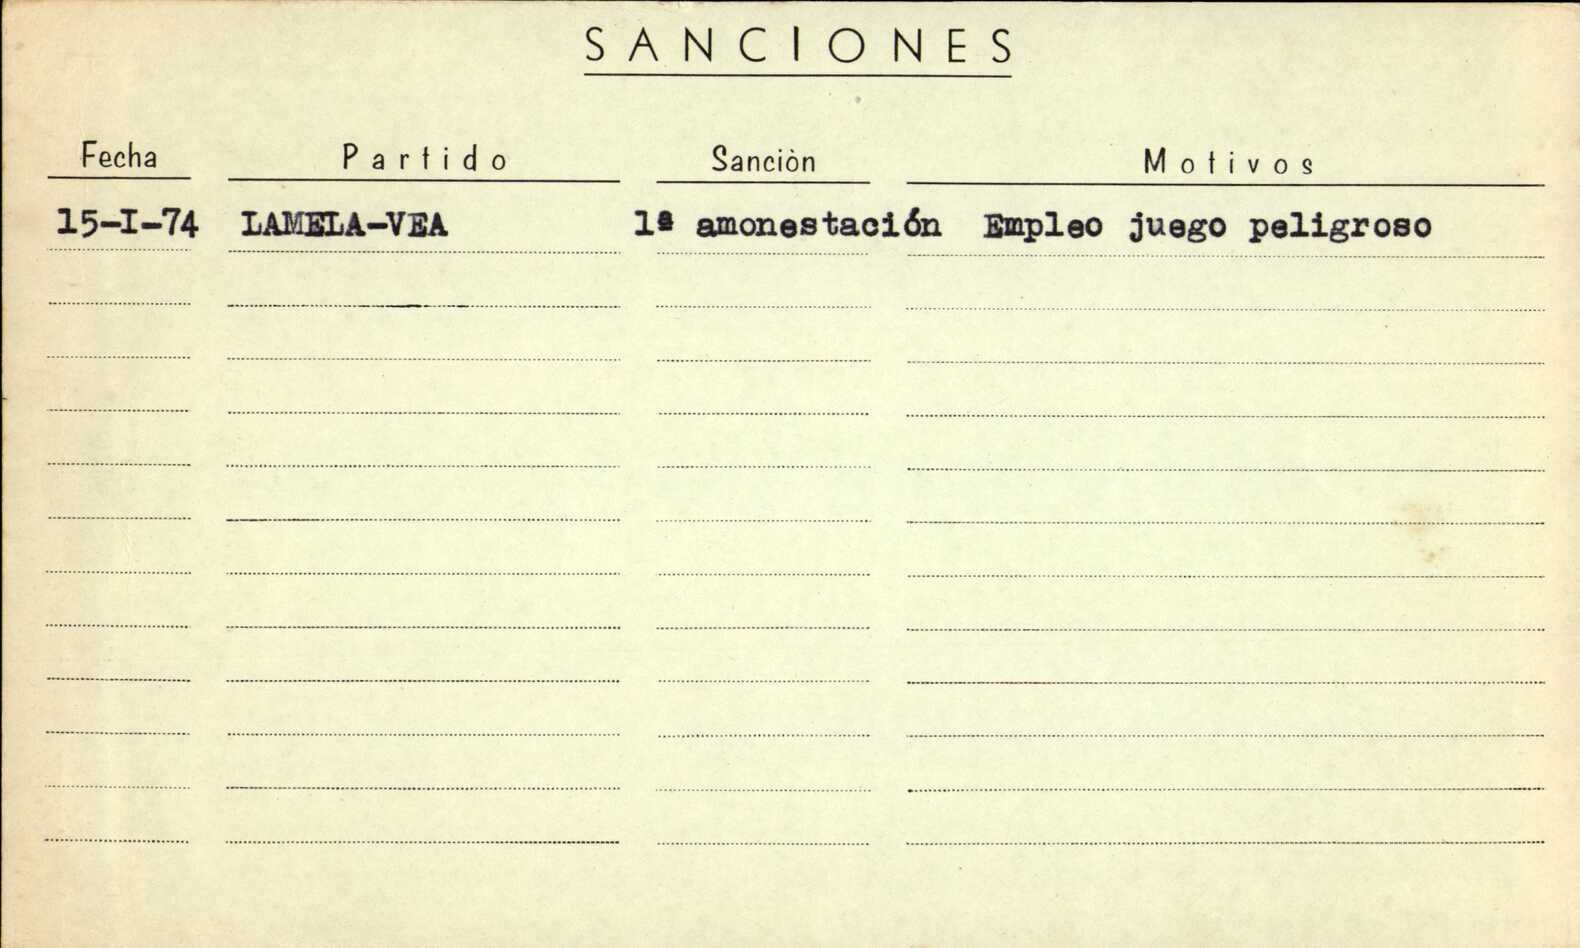 SANCIONES
Fecha Partido Sanciòn Motivos
15-I-74 LAMELA-VEA 1ª amonestación Empleo juego peligroso